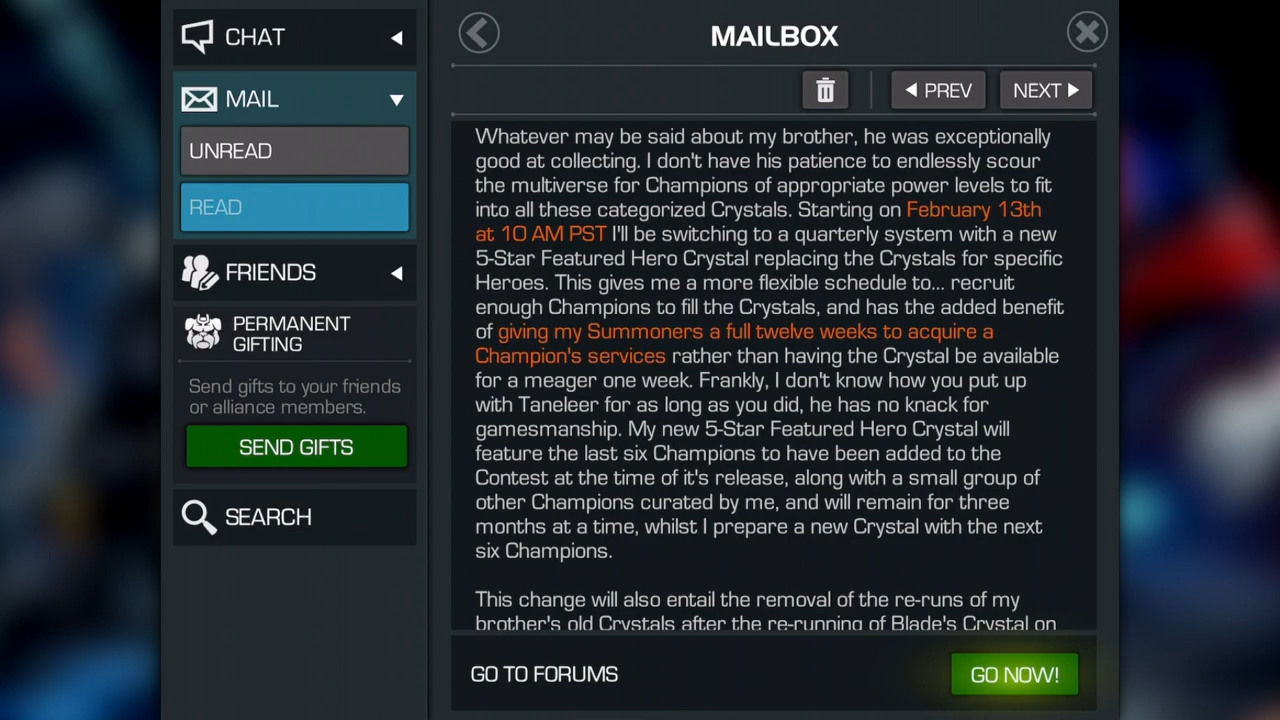 CHAT
MAIL
UNREAD
READ
FRIENDS
PERMANENT
GIFTING
Send gifts to your friends
or alliance members.
SEND GIFTS
SEARCH
MAILBOX
PREV
NEXT
Whatever may be said about my brother, he was exceptionally
good at collecting. I don't have his patience to endlessly scour
the multiverse for Champions of appropriate power levels to fit
into all these categorized Crystals. Starting on February 13th
at 10 AM PST I'll be switching to a quarterly system with a new
5-Star Featured Hero Crystal replacing the Crystals for specific
Heroes. This gives me a more flexible schedule to... recruit
enough Champions to fill the Crystals, and has the added benefit
of giving my Summoners a full twelve weeks to acquire a
Champion's services rather than having the Crystal be available
for a meager one week. Frankly, I don't know how you put up
with Taneleer for as long as you did, he has no knack for
gamesmanship. My new 5-Star Featured Hero Crystal will
feature the last six Champions to have been added to the
Contest at the time of it's release, along with a small group of
other Champions curated by me, and will remain for three
months at a time, whilst I prepare a new Crystal with the next
six Champions.
This change will also entail the removal of the re-runs of my
brother's old Crystals after the re-running of Blade's Crystal on
GO TO FORUMS
GO NOW!